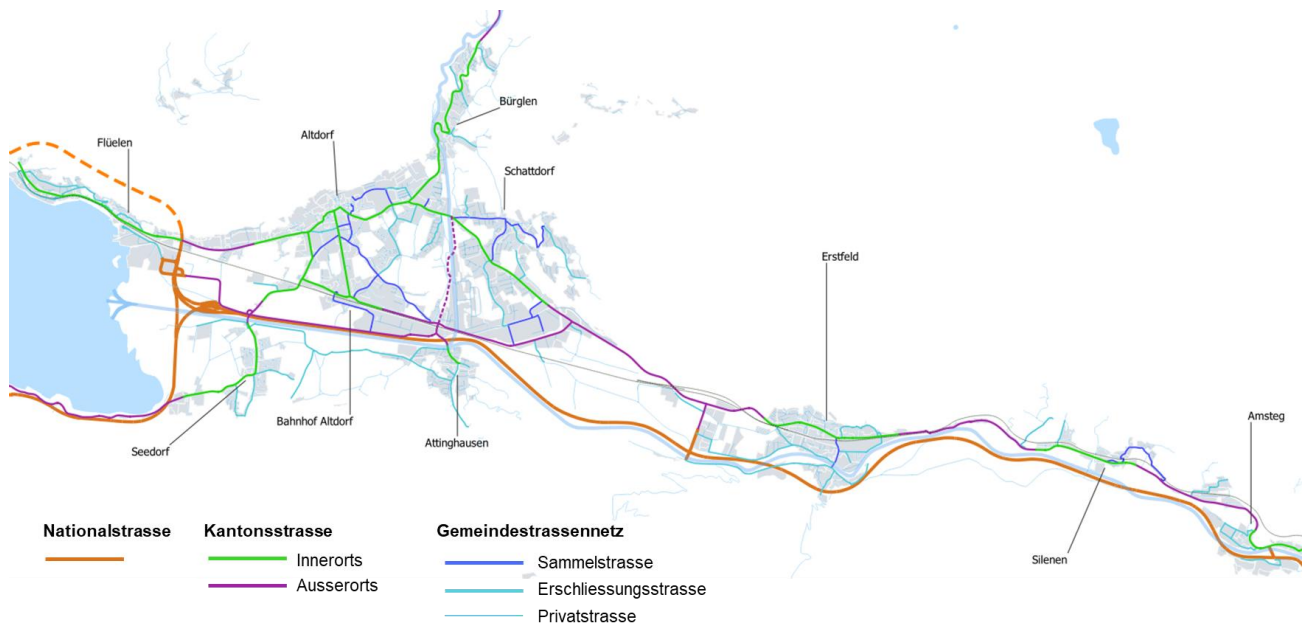 Bürglen
Flüelen
Altdorf
Schattdorf
Erstfeld
Amsteg
Bahnhof Altdorf
Attinghausen
Seedorf
Silenen
Nationalstrasse
Kantonsstrasse
Innerorts
Ausserorts
Gemeindestrassennetz
Sammelstrasse
Erschliessungsstrasse
Privatstrasse